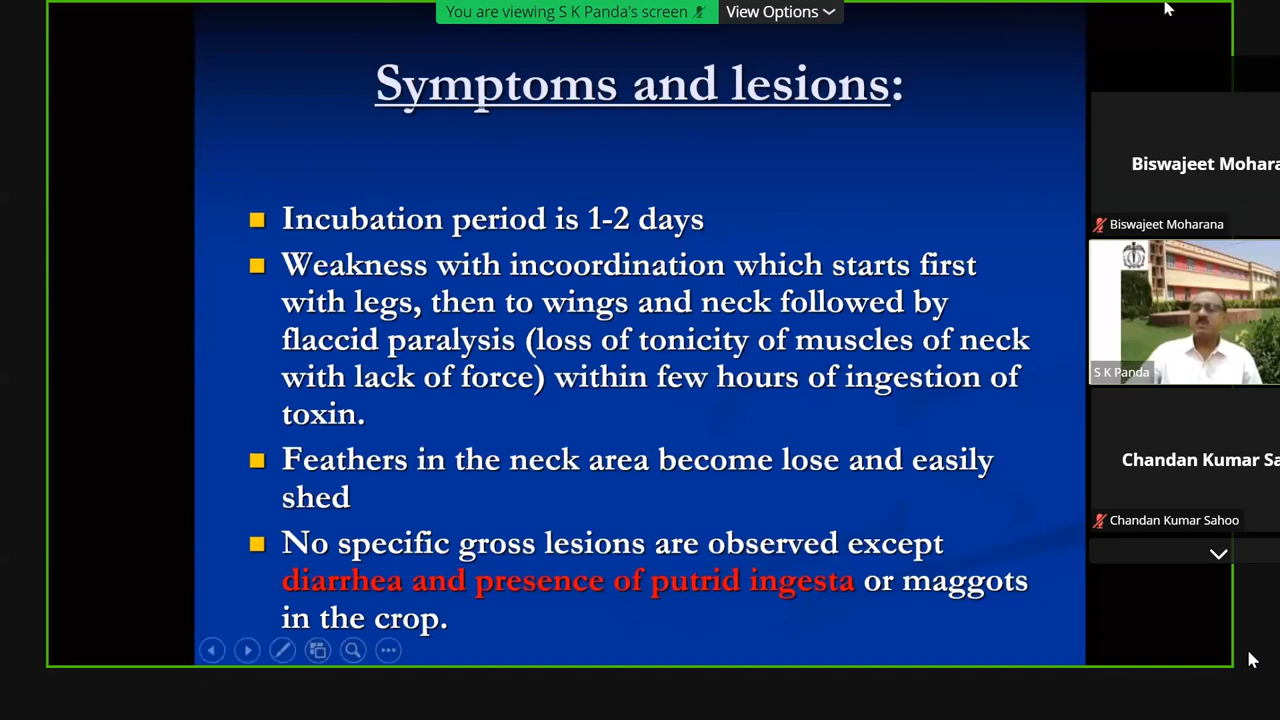 You are viewing S K Panda's screen
View Options
Symptoms and lesions:
Incubation period is 1-2 days
Weakness with incoordination which starts first
with legs, then to wings and neck followed by
flaccid paralysis (loss of tonicity of muscles of neck
with lack of force) within few hours of ingestion of
toxin.
Feathers in the neck area become lose and easily
shed
No specific gross lesions are observed except
diarrhea and presence of putrid ingesta or maggots
in the crop.
Biswajeet Mohara
Biswajeet Moharana
S K Panda
Chandan Kumar Sa
Chandan Kumar Sahoo